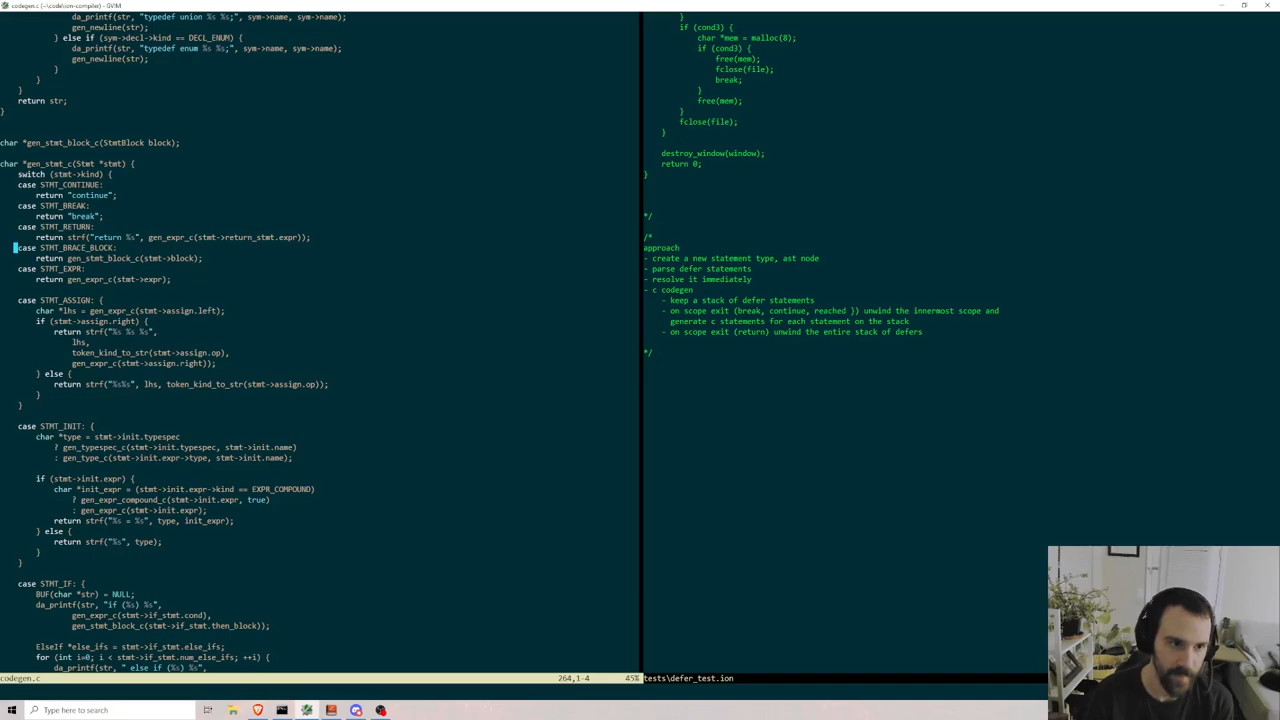 codegen.c (~\code\ion-compiler) - GVIM
da_printf(str, "typedef union %s %s;", sym->name, sym->name);
gen_newline(str);
} else if (sym->decl->kind == DECL_ENUM) {
da_printf(str, "typedef enum %s %s;", sym->name, sym->name);
gen_newline(str);
}
}
}
return str;
}
char *gen_stmt_block_c(StmtBlock block);
char *gen_stmt_c(Stmt *stmt) {
switch (stmt->kind) {
case STMT_CONTINUE:
return "continue";
case STMT_BREAK:
return "break";
case STMT_RETURN:
return strf("return %s", gen_expr_c(stmt->return_stmt.expr));
case STMT_BRACE_BLOCK:
return gen_stmt_block_c(stmt->block);
case STMT_EXPR:
return gen_expr_c(stmt->expr);
case STMT_ASSIGN: {
char *lhs = gen_expr_c(stmt->assign.left);
if (stmt->assign.right) {
return strf("%s %s %s",
lhs,
token_kind_to_str(stmt->assign.op),
gen_expr_c(stmt->assign.right));
} else {
return strf("%s%s", lhs, token_kind_to_str(stmt->assign.op));
}
}
case STMT_INIT: {
char *type = stmt->init.typespec
? gen_typespec_c(stmt->init.typespec, stmt->init.name)
: gen_type_c(stmt->init.expr->type, stmt->init.name);
if (stmt->init.expr) {
char *init_expr = (stmt->init.expr->kind == EXPR_COMPOUND)
? gen_expr_compound_c(stmt->init.expr, true)
: gen_expr_c(stmt->init.expr);
return strf("%s = %s", type, init_expr);
} else {
return strf("%s", type);
}
}
case STMT_IF: {
BUF(char *str) = NULL;
da_printf(str, "if (%s) %s",
gen_expr_c(stmt->if_stmt.cond),
gen_stmt_block_c(stmt->if_stmt.then_block));
ElseIf *else_ifs = stmt->if_stmt.else_ifs;
for (int i=0; i < stmt->if_stmt.num_else_ifs; ++i) {
da_printf(str, " else if (%s) %s",
codegen.c 264,1-4 45%
}
if (cond3) {
char *mem = malloc(8);
if (cond3) {
free(mem);
fclose(file);
break;
}
free(mem);
}
fclose(file);
}
destroy_window(window);
return 0;
}
*/
/*
approach
- create a new statement type, ast node
- parse defer statements
- resolve it immediately
- c codegen
- keep a stack of defer statements
- on scope exit (break, continue, reached }) unwind the innermost scope and
generate c statements for each statement on the stack
- on scope exit (return) unwind the entire stack of defers
*/
tests\defer_test.ion
Type here to search